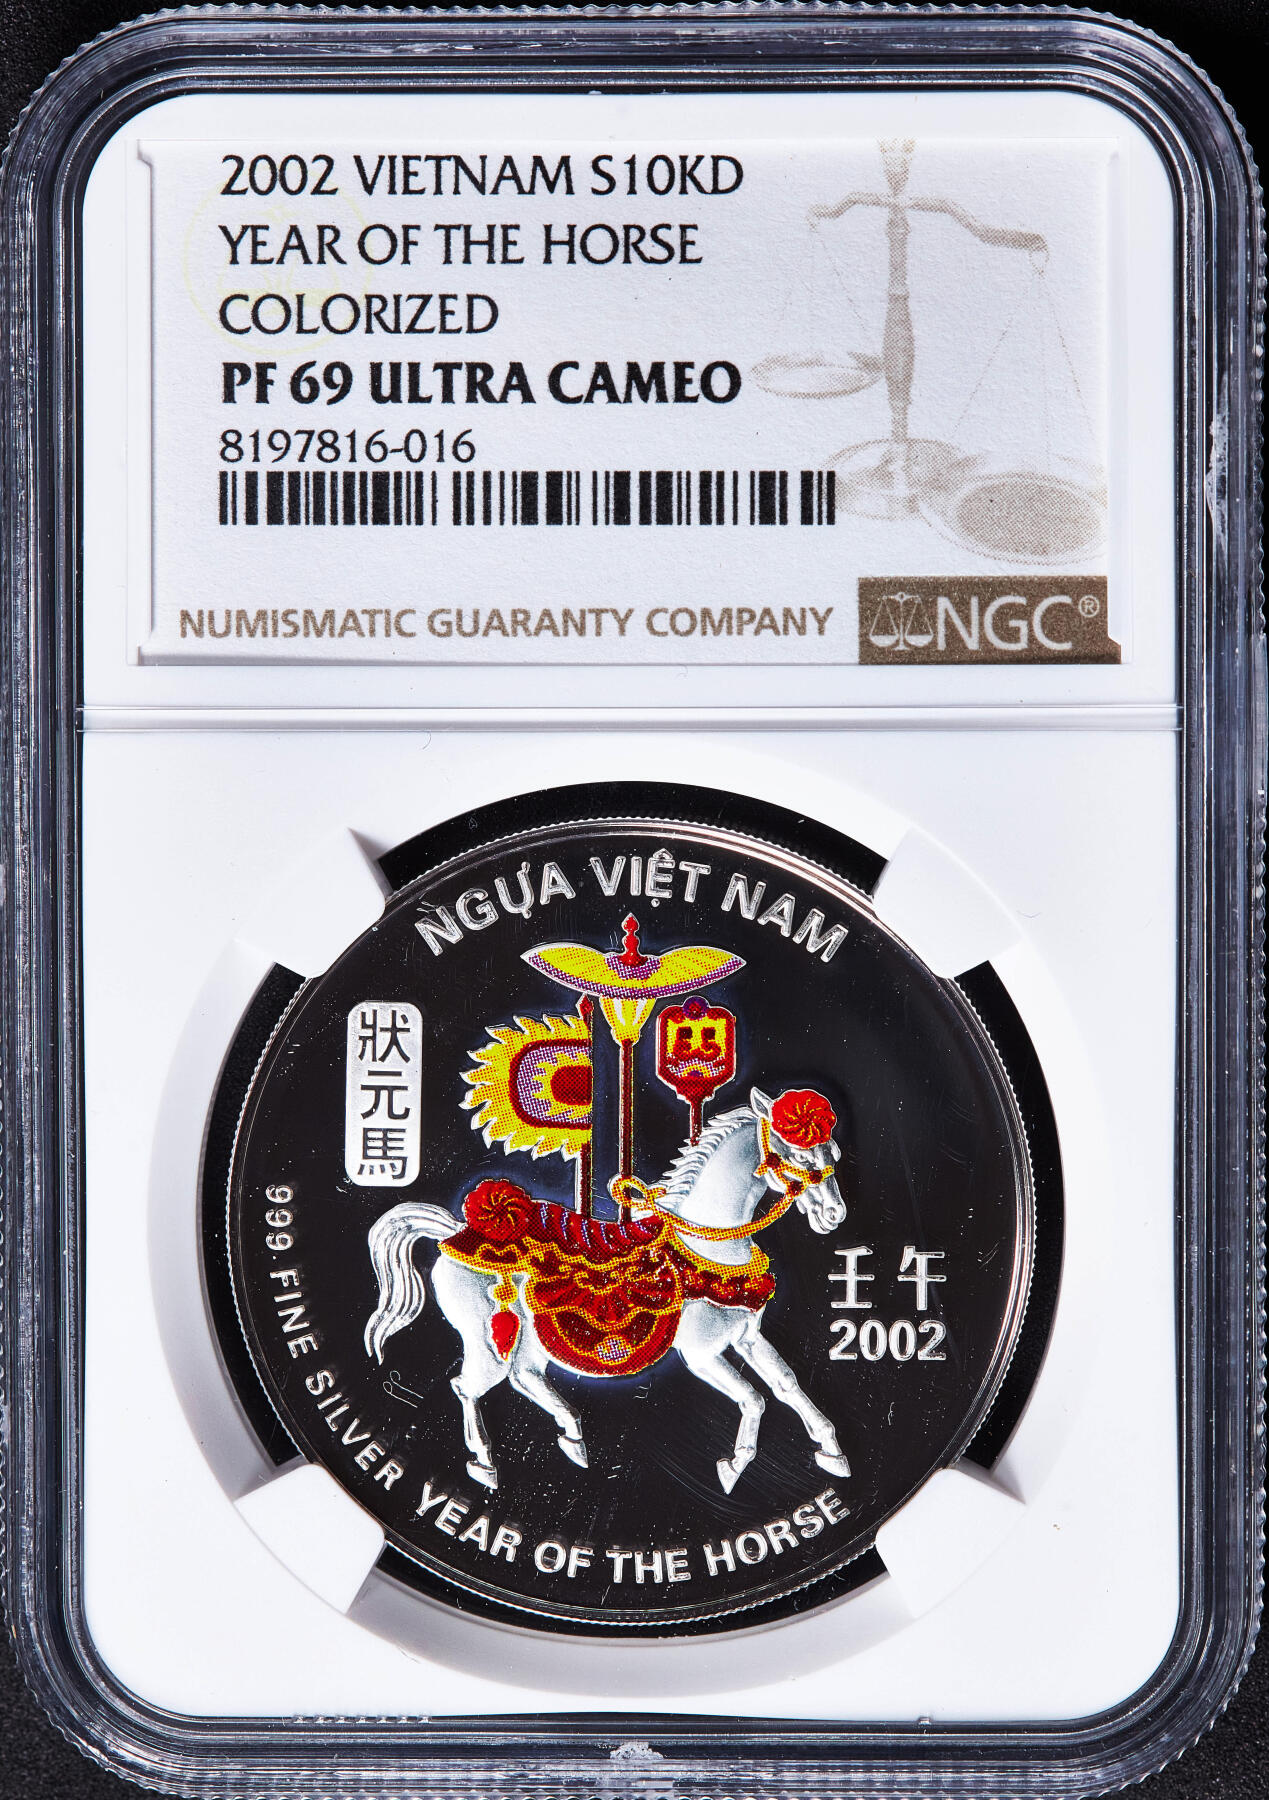 2002 VIETNAM S10KD
YEAR OF THE HORSE
COLORIZED
PF 69 ULTRA CAMEO
8197816-016
NUMISMATIC GUARANTY COMPANY
NGC®
NGỰA VIỆT NAM
狀元馬
壬午
2002
999 FINE SILVER YEAR OF THE HORSE